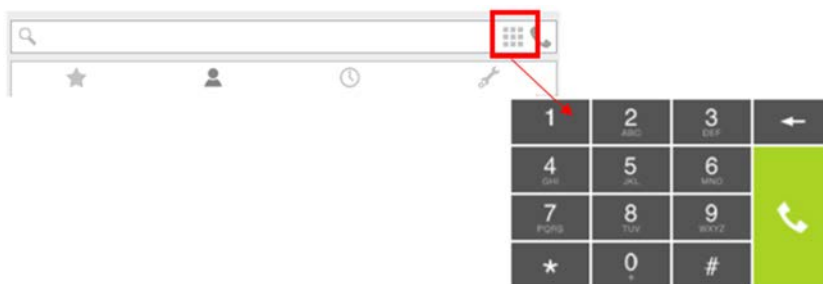 1 2 3
ABC DEF
4 5 6
GHI JKL MNO
7 8 9
PQRS TUV WXYZ
* 0 #